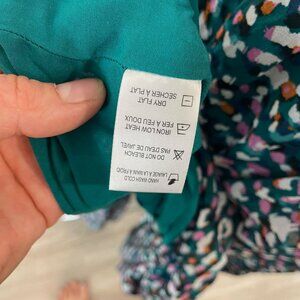 HAND WASH COLD
LAVAGE A LA MAIN A FROID
DO NOT BLEACH
PAS D'EAU DE JAVEL
IRON LOW HEAT
FER A FEU DOUX
DRY FLAT
SECHER A PLAT